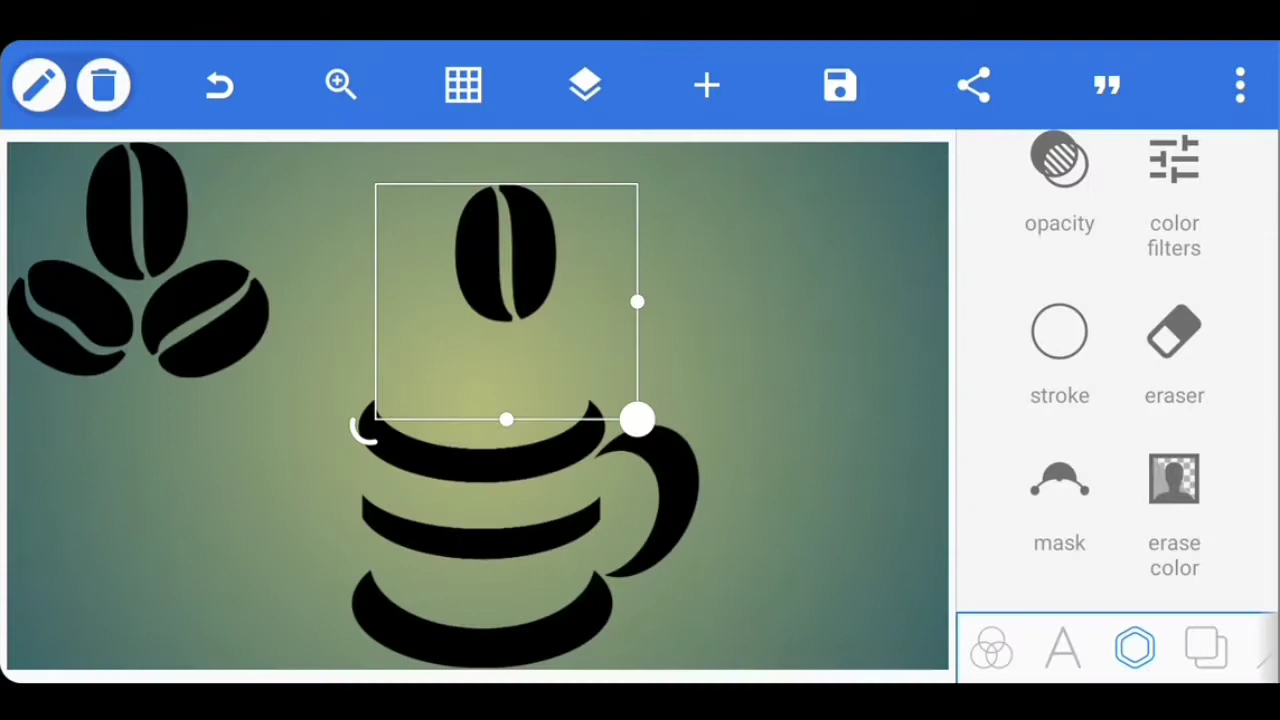 opacity
color
filters
stroke
eraser
mask
erase
color